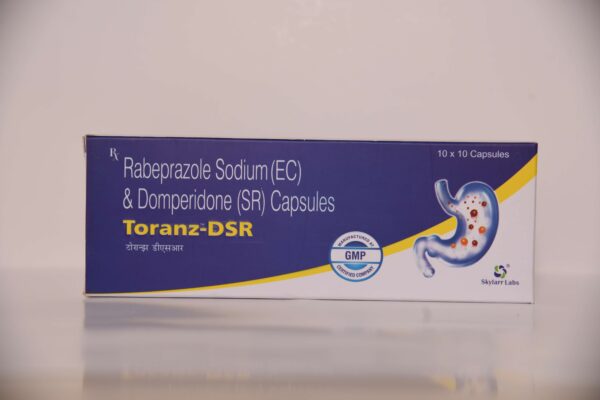 Rx
Rabeprazole Sodium (EC)
& Domperidone (SR) Capsules
Toranz-DSR
टोरान्झ डीएसआर
10 x 10 Capsules
MANUFACTURED BY
GMP
CERTIFIED COMPANY
Skylarr Labs